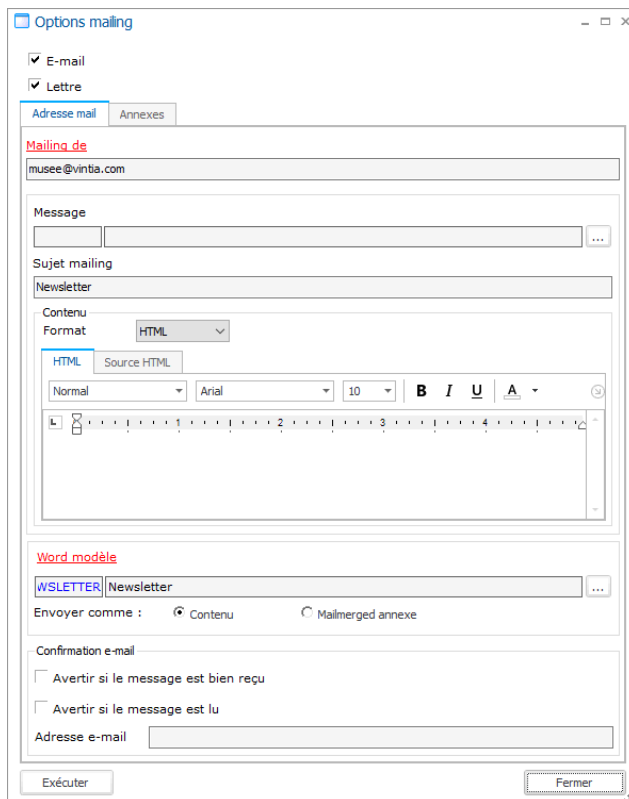 Options mailing
E-mail
Lettre
Adresse mail Annexes
Mailing de
musee@vintia.com
Message
...
Sujet mailing
Newsletter
Contenu
Format HTML
HTML Source HTML
Normal Arial 10 B I U A
L 1 2 3 4
Word modèle
WSLETTER Newsletter
...
Envoyer comme : Contenu Mailmerged annexe
Confirmation e-mail
Avertir si le message est bien reçu
Avertir si le message est lu
Adresse e-mail
Exécuter Fermer